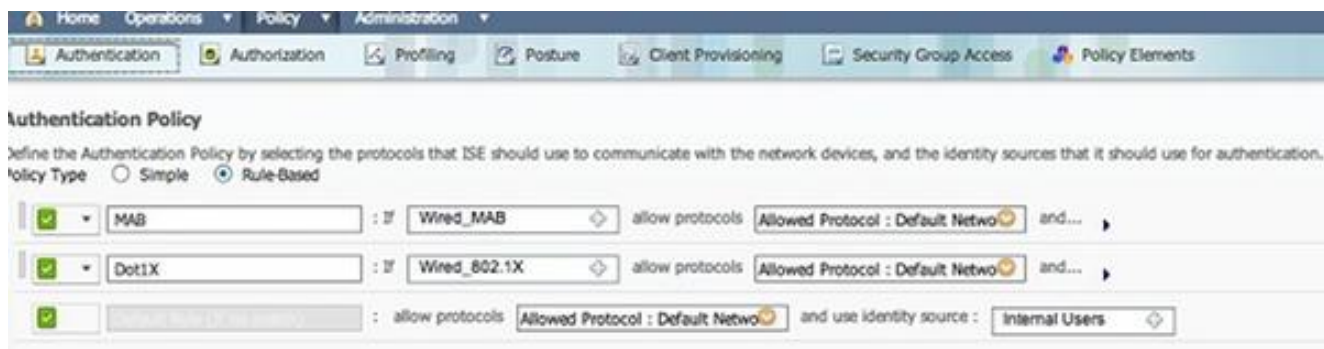 Home Operations Policy Administration
Authentication Authorization Profiling Posture Client Provisioning Security Group Access Policy Elements
Authentication Policy
Define the Authentication Policy by selecting the protocols that ISE should use to communicate with the network devices, and the identity sources that it should use for authentication.
Policy Type Simple Rule-Based
MAB : If Wired_MAB allow protocols Allowed Protocol : Default Netwo and...
Dot1X : If Wired_802.1X allow protocols Allowed Protocol : Default Netwo and...
: allow protocols Allowed Protocol : Default Netwo and use identity source : Internal Users